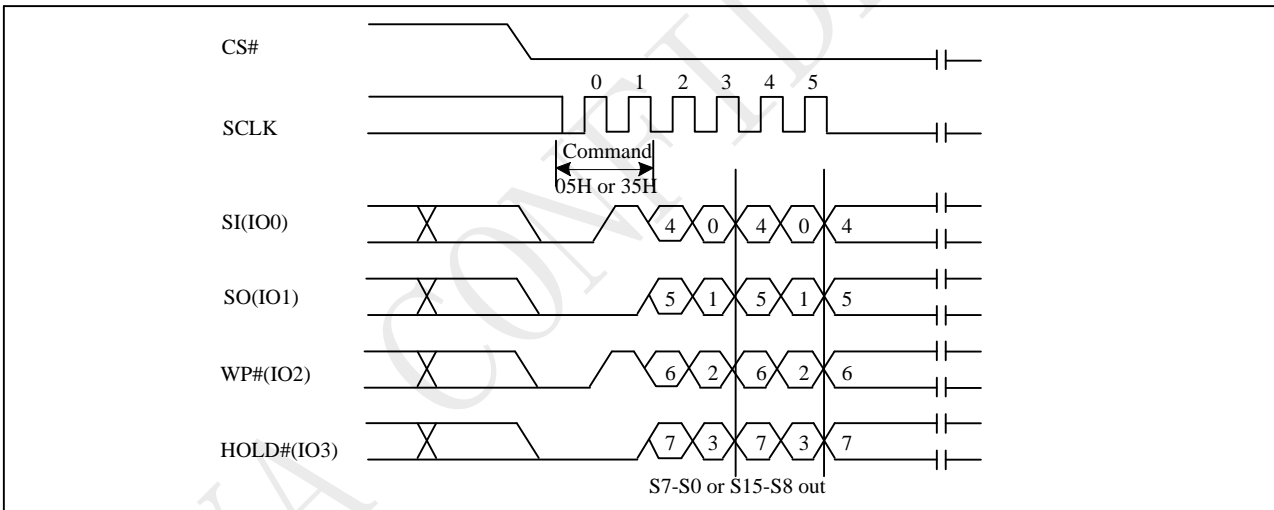 CS#
0 1 2 3 4 5
SCLK
Command
05H or 35H
SI(IO0)
4 0 4 0 4
SO(IO1)
5 1 5 1 5
WP#(IO2)
6 2 6 2 6
HOLD#(IO3)
7 3 7 3 7
S7-S0 or S15-S8 out